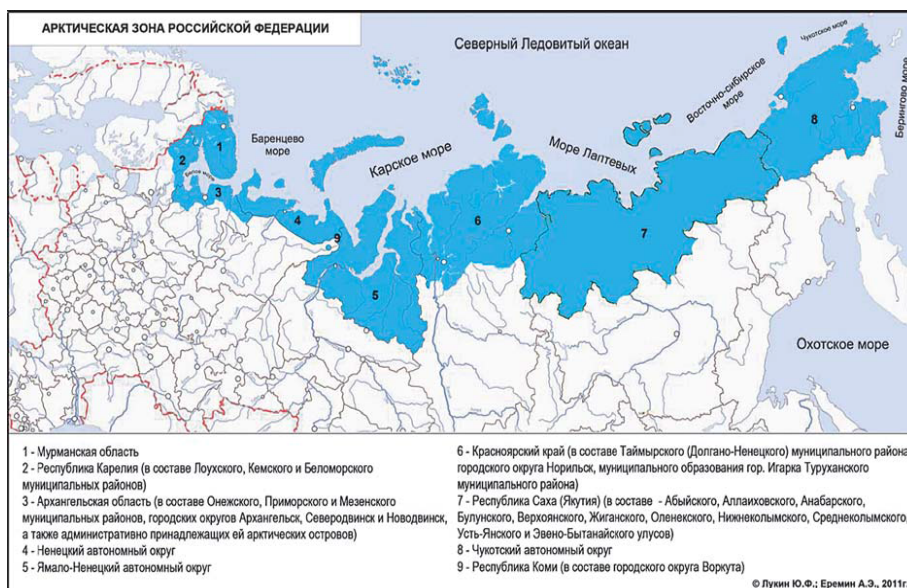 АРКТИЧЕСКАЯ ЗОНА РОССИЙСКОЙ ФЕДЕРАЦИИ
Северный Ледовитый океан
Чукотское море
Восточно-сибирское море
Берингово море
Баренцево море
Карское море
Море Лаптевых
Белое море
Охотское море
1
2
3
4
9
5
6
7
8
1 - Мурманская область
2 - Республика Карелия (в составе Лоухского, Кемского и Беломорского
муниципальных районов)
3 - Архангельская область (в составе Онежского, Приморского и Мезенского
муниципальных районов, городских округов Архангельск, Северодвинск и Новодвинск,
а также административно принадлежащих ей арктических островов)
4 - Ненецкий автономный округ
5 - Ямало-Ненецкий автономный округ
6 - Красноярский край (в составе Таймырского (Долгано-Ненецкого) муниципального района,
городского округа Норильск, муниципального образования гор. Игарка Туруханского
муниципального района)
7 - Республика Саха (Якутия) (в составе - Абыйского, Аллаиховского, Анабарского,
Булунского, Верхоянского, Жиганского, Оленекского, Нижнеколымского, Среднеколымского,
Усть-Янского и Эвено-Бытанайского улусов)
8 - Чукотский автономный округ
9 - Республика Коми (в составе городского округа Воркута)
© Лукин Ю.Ф.; Еремин А.Э., 2011г.